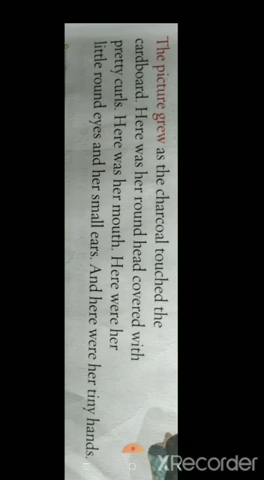 The picture grew as the charcoal touched the
cardboard. Here was her round head covered with
pretty curls. Here was her mouth. Here were her
little round eyes and her small ears. And here were her tiny hands.
XRecorder